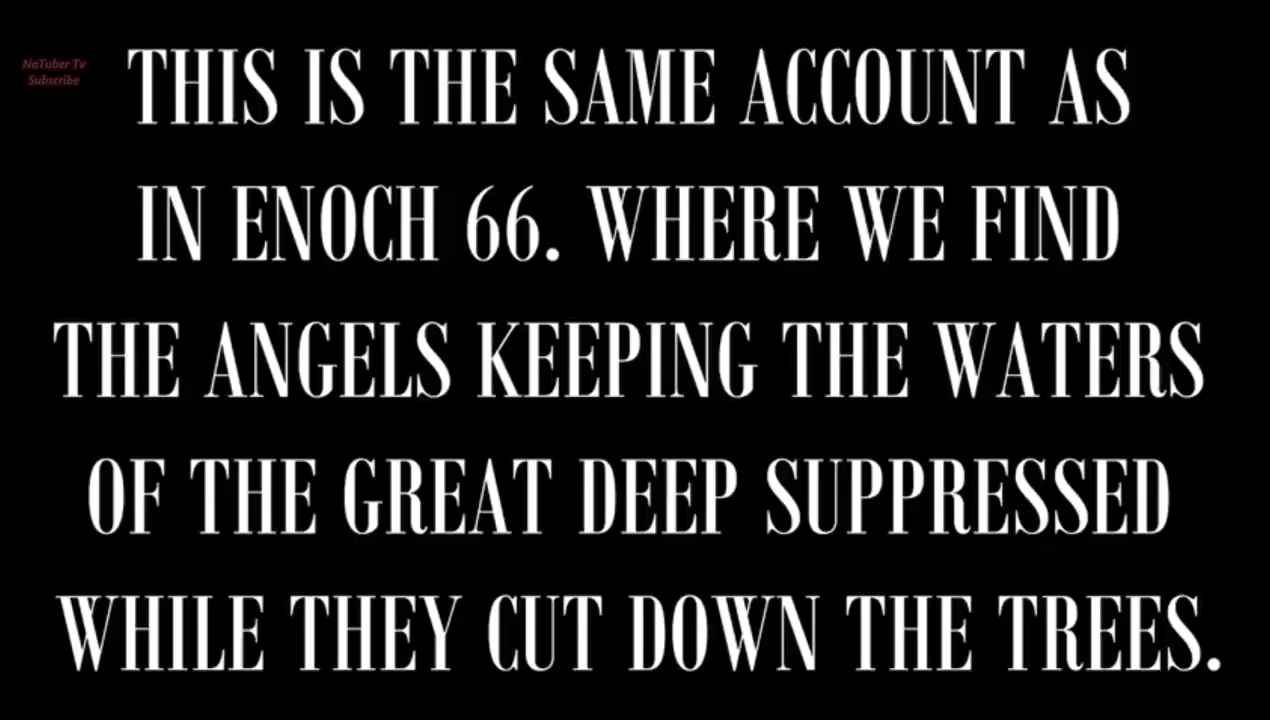 NaTuber Tv
Subscribe
THIS IS THE SAME ACCOUNT AS
IN ENOCH 66. WHERE WE FIND
THE ANGELS KEEPING THE WATERS
OF THE GREAT DEEP SUPPRESSED
WHILE THEY CUT DOWN THE TREES.